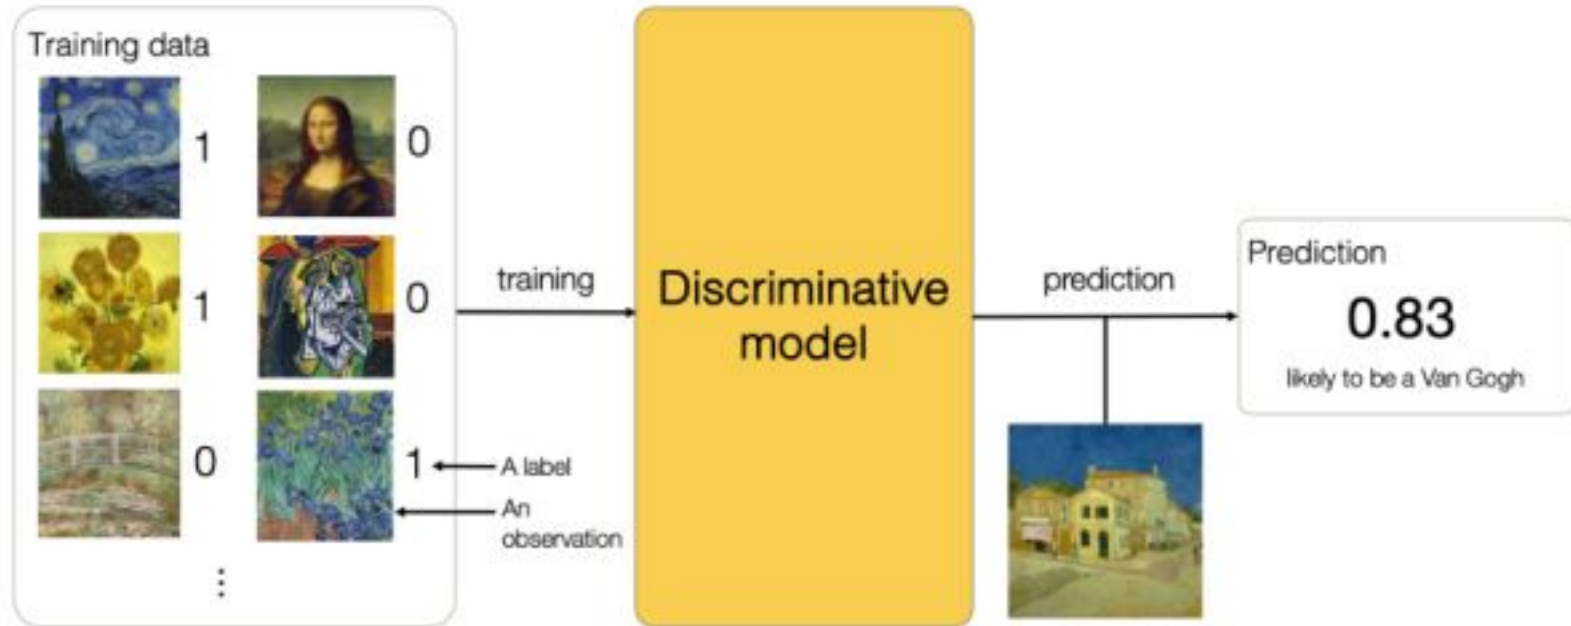 Training data
1
0
1
0
0
1
A label
An
observation
⋮
training
Discriminative
model
prediction
Prediction
0.83
likely to be a Van Gogh